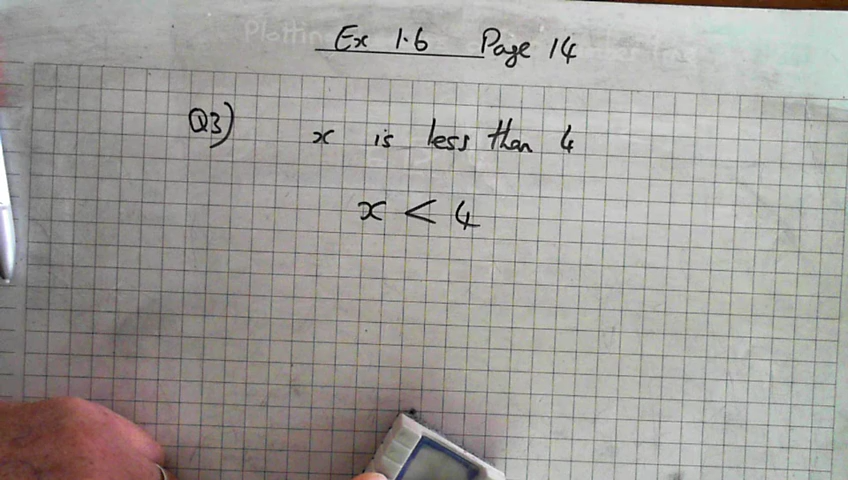 Ex 1.6 Page 14
Q3) x is less than 4
x < 4